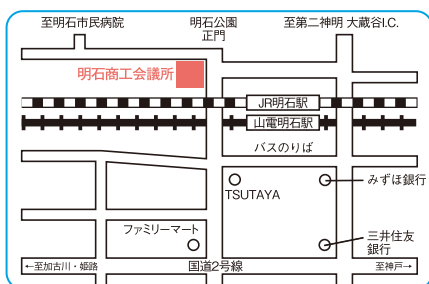 至明石市民病院
明石公園
正門
至第二神明 大蔵谷I.C.
明石商工会議所
JR明石駅
山電明石駅
バスのりば
TSUTAYA
みずほ銀行
ファミリーマート
三井住友
銀行
←至加古川・姫路
国道2号線
至神戸→